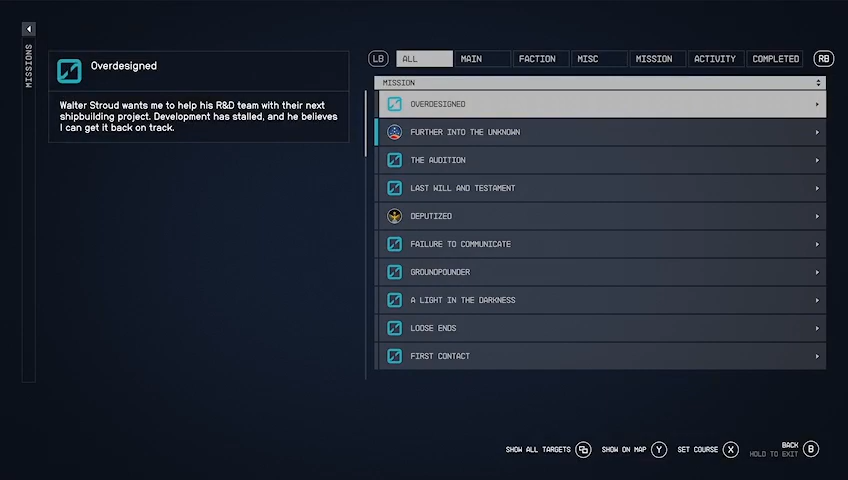 MISSIONS
Overdesigned
Walter Stroud wants me to help his R&D team with their next
shipbuilding project. Development has stalled, and he believes
I can get it back on track.
LB ALL MAIN FACTION MISC MISSION ACTIVITY COMPLETED RB
MISSION
OVERDESIGNED
FURTHER INTO THE UNKNOWN
THE AUDITION
LAST WILL AND TESTAMENT
DEPUTIZED
FAILURE TO COMMUNICATE
GROUNDPOUNDER
A LIGHT IN THE DARKNESS
LOOSE ENDS
FIRST CONTACT
SHOW ALL TARGETS SHOW ON MAP Y SET COURSE X BACK B
HOLD TO EXIT